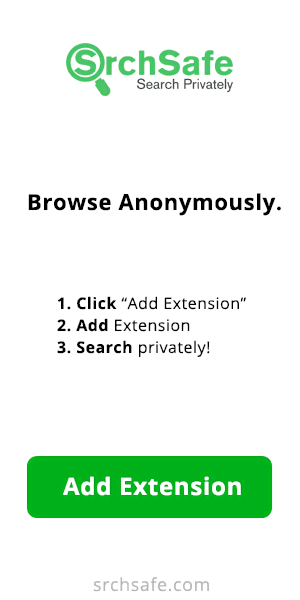 SrchSafe
Search Privately
Browse Anonymously.
1. Click “Add Extension”
2. Add Extension
3. Search privately!
Add Extension
srchsafe.com